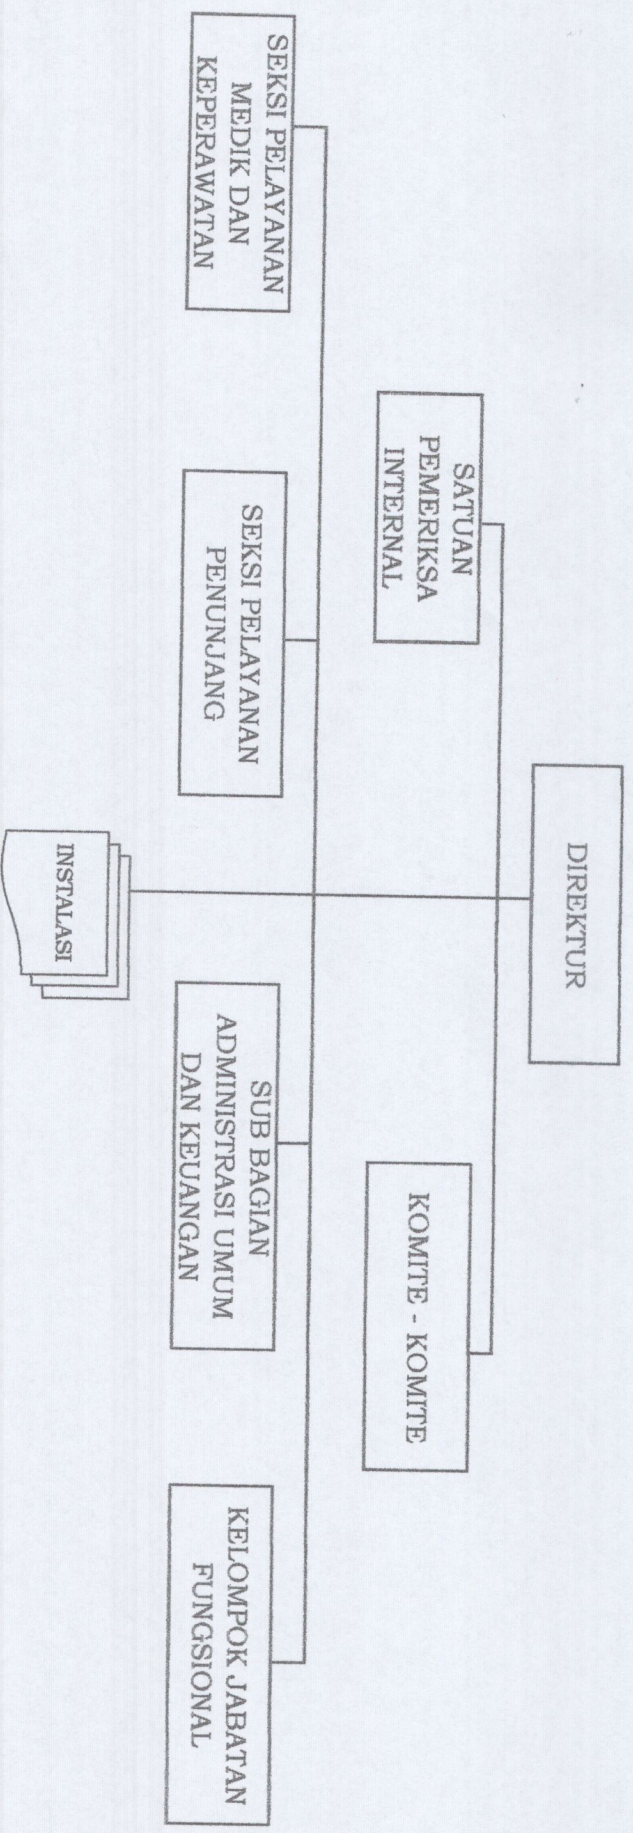 DIREKTUR
SATUAN
PEMERIKSA
INTERNAL
KOMITE - KOMITE
SEKSI PELAYANAN
MEDIK DAN
KEPERAWATAN
SEKSI PELAYANAN
PENUNJANG
SUB BAGIAN
ADMINISTRASI UMUM
DAN KEUANGAN
KELOMPOK JABATAN
FUNGSIONAL
INSTALASI